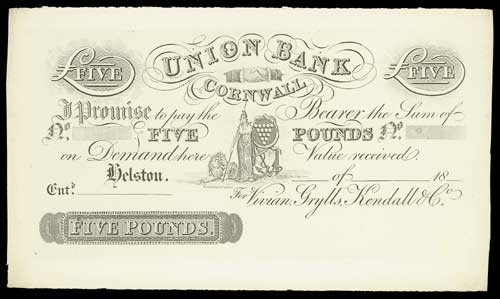 £FIVE UNION BANK £FIVE
CORNWALL
I Promise to pay the Bearer the Sum of
No. FIVE POUNDS No.
on Demand here Value received
Helston. of 18
Entd. For Vivian, Grylls, Kendall & Co.
FIVE POUNDS.